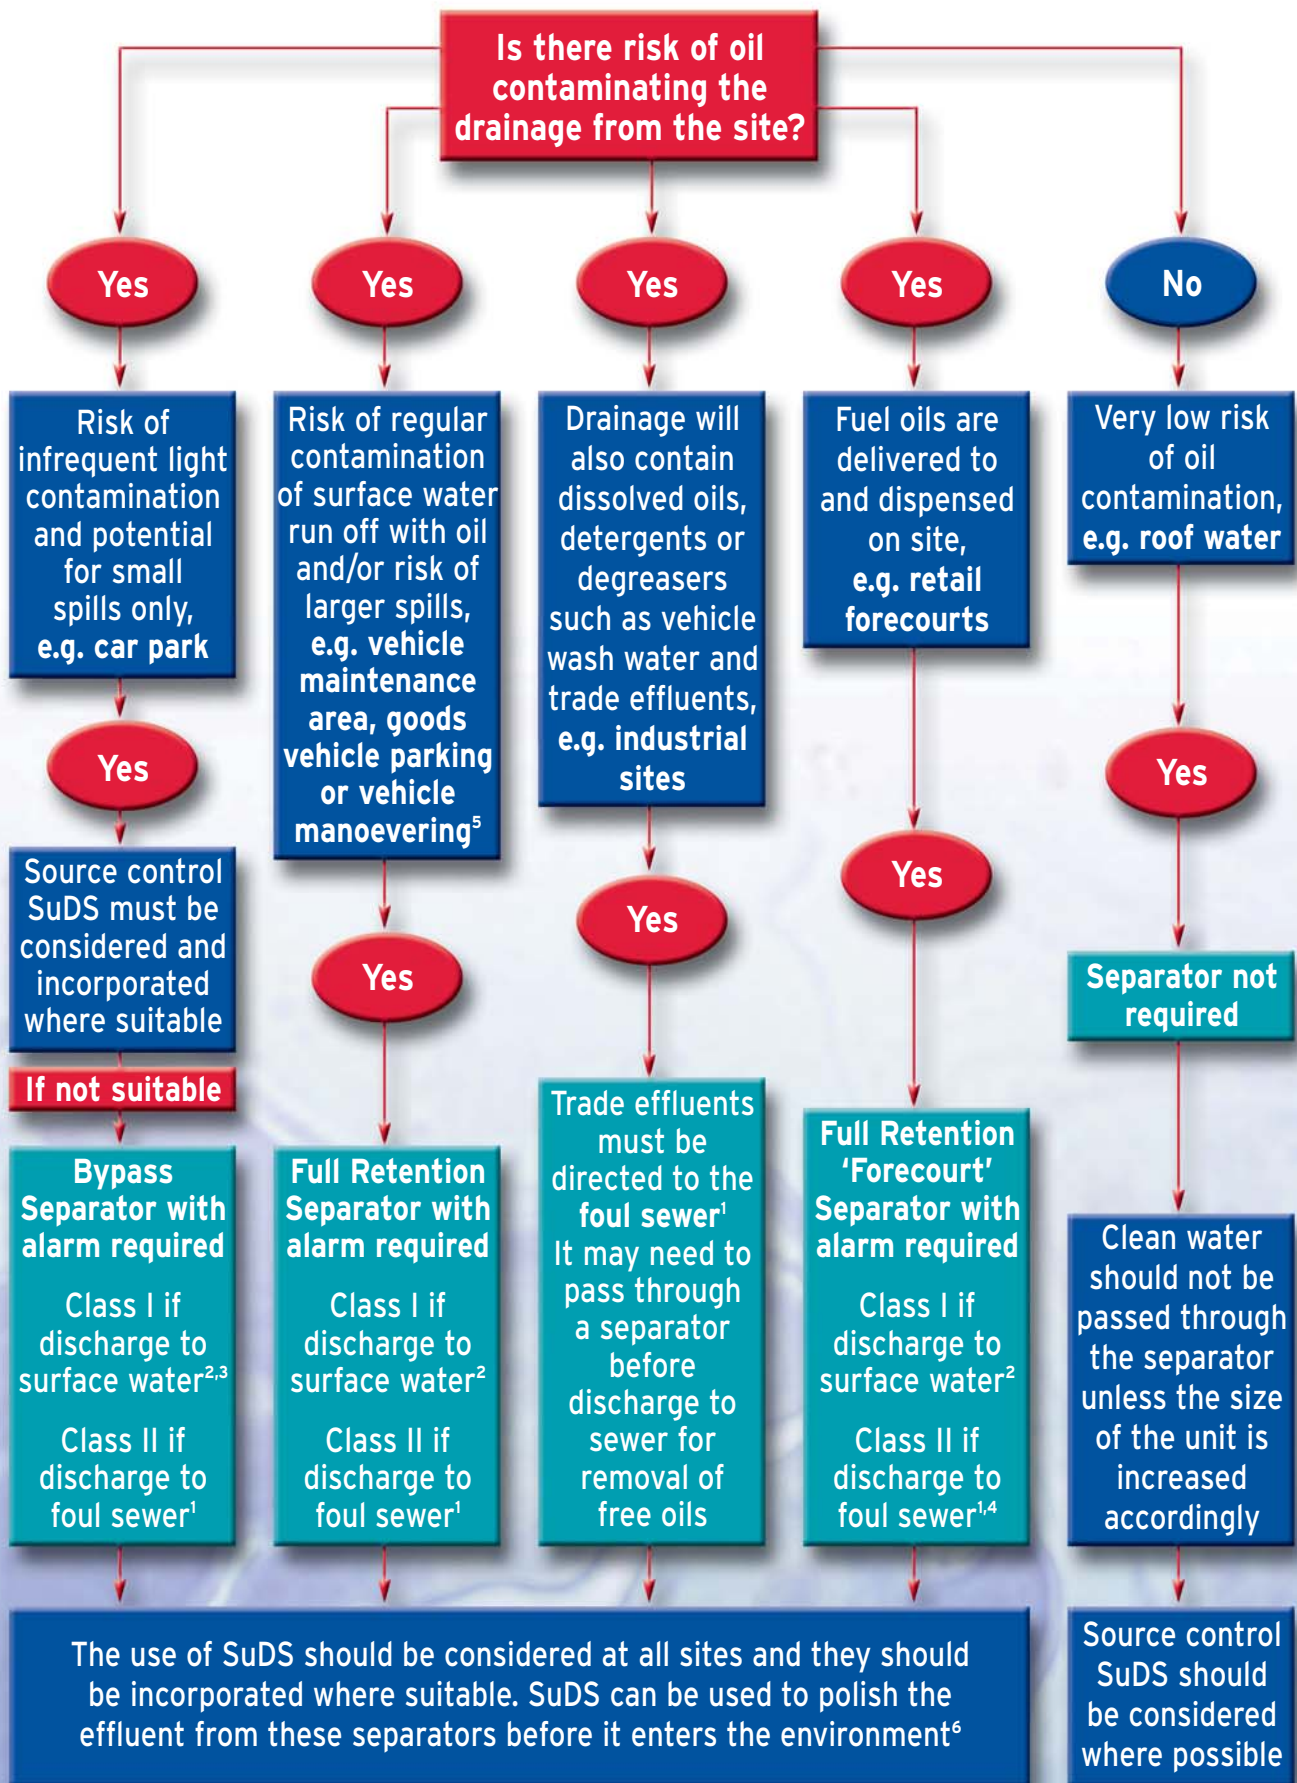 Is there risk of oil
contaminating the
drainage from the site?
Yes
Yes
Yes
Yes
No
Risk of
infrequent light
contamination
and potential
for small
spills only,
e.g. car park
Yes
Source control
SuDS must be
considered and
incorporated
where suitable
If not suitable
Bypass
Separator with
alarm required
Class I if
discharge to
surface water2,3
Class II if
discharge to
foul sewer1
Risk of regular
contamination
of surface water
run off with oil
and/or risk of
larger spills,
e.g. vehicle
maintenance
area, goods
vehicle parking
or vehicle
manoevering5
Yes
Full Retention
Separator with
alarm required
Class I if
discharge to
surface water2
Class II if
discharge to
foul sewer1
Drainage will
also contain
dissolved oils,
detergents or
degreasers
such as vehicle
wash water and
trade effluents,
e.g. industrial
sites
Yes
Trade effluents
must be
directed to the
foul sewer1
It may need to
pass through
a separator
before
discharge to
sewer for
removal of
free oils
Fuel oils are
delivered to
and dispensed
on site,
e.g. retail
forecourts
Yes
Full Retention
'Forecourt'
Separator with
alarm required
Class I if
discharge to
surface water2
Class II if
discharge to
foul sewer1,4
Very low risk
of oil
contamination,
e.g. roof water
Yes
Separator not
required
Clean water
should not be
passed through
the separator
unless the size
of the unit is
increased
accordingly
The use of SuDS should be considered at all sites and they should
be incorporated where suitable. SuDS can be used to polish the
effluent from these separators before it enters the environment6
Source control
SuDS should
be considered
where possible